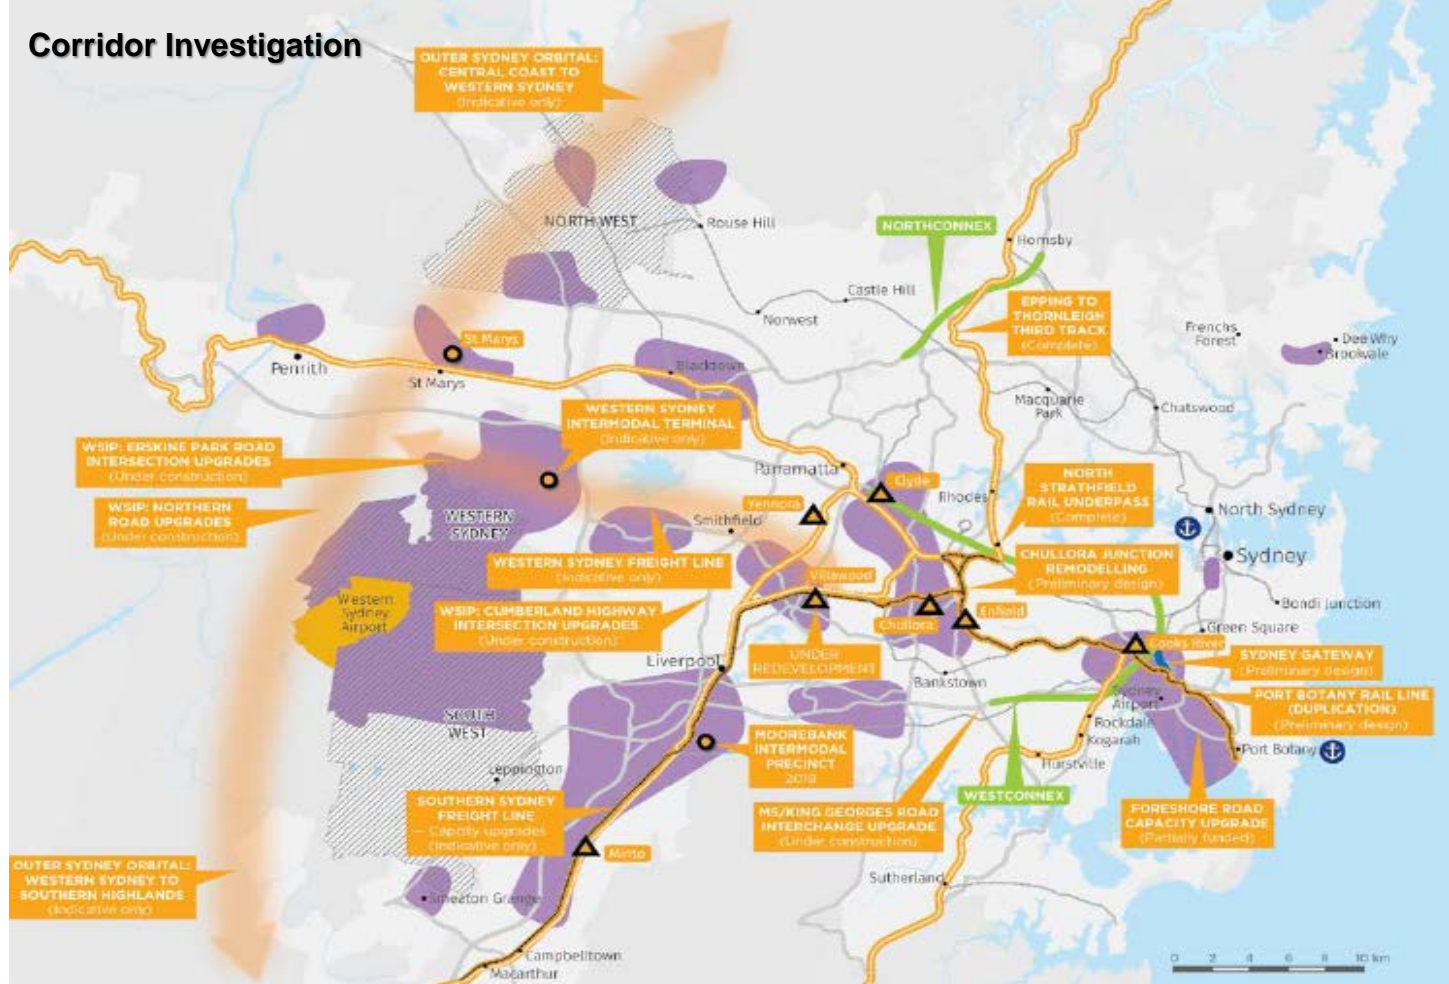 Corridor Investigation
OUTER SYDNEY ORBITAL:
CENTRAL COAST TO
WESTERN SYDNEY
(Indicative only)
NORTH WEST
Rouse Hill
NORTHCONNEX
Hornsby
Castle Hill
Norwest
EPPING TO
THORNLEIGH
THIRD TRACK
(Complete)
Frenchs
Forest
Dee Why
Brookvale
St Marys
Penrith
St Marys
Blacktown
Macquarie
Park
Chatswood
WESTERN SYDNEY
INTERMODAL TERMINAL
(Indicative only)
WSIP: ERSKINE PARK ROAD
INTERSECTION UPGRADES
(Under construction)
Parramatta
Clyde
Rhodes
NORTH
STRATHFIELD
RAIL UNDERPASS
(Complete)
WSIP: NORTHERN
ROAD UPGRADES
(Under construction)
WESTERN
SYDNEY
Smithfield
Yennora
North Sydney
Sydney
WESTERN SYDNEY FREIGHT LINE
(Indicative only)
Villawood
CHULLORA JUNCTION
REMODELLING
(Preliminary design)
Western
Sydney
Airport
WSIP: CUMBERLAND HIGHWAY
INTERSECTION UPGRADES
(Under construction)
Chullora
Enfield
Bondi Junction
Green Square
Cooks River
UNDER
REDEVELOPMENT
Liverpool
Bankstown
SYDNEY GATEWAY
(Preliminary design)
Sydney
Airport
PORT BOTANY RAIL LINE
(DUPLICATION)
(Preliminary design)
SOUTH
WEST
Rockdale
Kogarah
Hurstville
Port Botany
MOOREBANK
INTERMODAL
PRECINCT
2018
Leppington
WESTCONNEX
SOUTHERN SYDNEY
FREIGHT LINE
— Capcity upgrades
(Indicative only)
M5/KING GEORGES ROAD
INTERCHANGE UPGRADE
(Under construction)
FORESHORE ROAD
CAPACITY UPGRADE
(Partially funded)
Minto
OUTER SYDNEY ORBITAL:
WESTERN SYDNEY TO
SOUTHERN HIGHLANDS
(Indicative only)
Sutherland
Smeaton Grange
Campbelltown
Macarthur
0 2 4 6 8 10 km